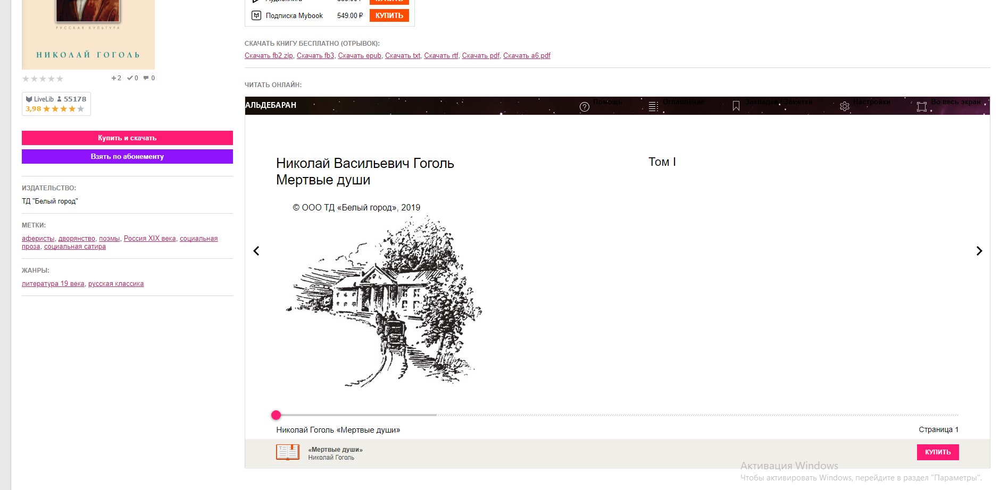 РУССКАЯ КУЛЬТУРА
НИКОЛАЙ ГОГОЛЬ
+2 0 0
LiveLib 55178
3,98
Купить и скачать
Взять по абонементу
ИЗДАТЕЛЬСТВО:
ТД "Белый город"
МЕТКИ:
аферисты, дворянство, поэмы, Россия XIX века, социальная
проза, социальная сатира
ЖАНРЫ:
литература 19 века, русская классика
Аудиокнига КУПИТЬ
Подписка Mybook 549.00 ₽ КУПИТЬ
СКАЧАТЬ КНИГУ БЕСПЛАТНО (ОТРЫВОК):
Скачать fb2.zip, Скачать fb3, Скачать epub, Скачать txt, Скачать rtf, Скачать pdf, Скачать a6.pdf
ЧИТАТЬ ОНЛАЙН:
АЛЬДЕБАРАН Помощь Оглавление Закладки / Заметки Настройки Во весь экран
Николай Васильевич Гоголь
Мертвые души
© ООО ТД «Белый город», 2019
Том I
Николай Гоголь «Мертвые души» Страница 1
«Мертвые души»
Николай Гоголь
КУПИТЬ
Активация Windows
Чтобы активировать Windows, перейдите в раздел "Параметры".